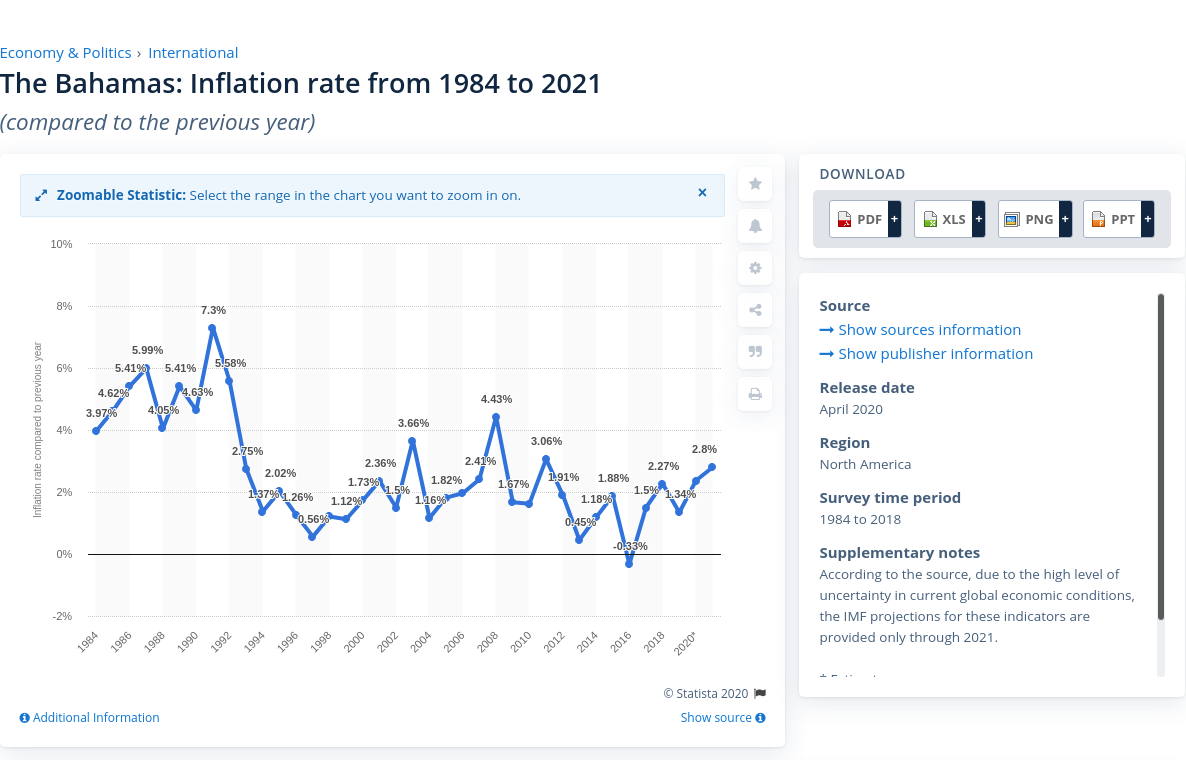 Economy & Politics › International
The Bahamas: Inflation rate from 1984 to 2021
(compared to the previous year)
Zoomable Statistic: Select the range in the chart you want to zoom in on. ×
10%
8%
6%
4%
2%
0%
-2%
Inflation rate compared to previous year
3.97%
4.62%
5.41%
5.99%
4.05%
5.41%
4.63%
7.3%
5.58%
2.75%
1.37%
2.02%
1.26%
0.56%
1.12%
1.73%
2.36%
1.5%
3.66%
1.16%
1.82%
2.41%
4.43%
1.67%
3.06%
1.91%
0.45%
1.18%
1.88%
-0.33%
1.5%
2.27%
1.34%
2.8%
1984
1986
1988
1990
1992
1994
1996
1998
2000
2002
2004
2006
2008
2010
2012
2014
2016
2018
2020*
© Statista 2020
Additional Information
Show source
DOWNLOAD
PDF +
XLS +
PNG +
PPT +
Source
Show sources information
Show publisher information
Release date
April 2020
Region
North America
Survey time period
1984 to 2018
Supplementary notes
According to the source, due to the high level of
uncertainty in current global economic conditions,
the IMF projections for these indicators are
provided only through 2021.